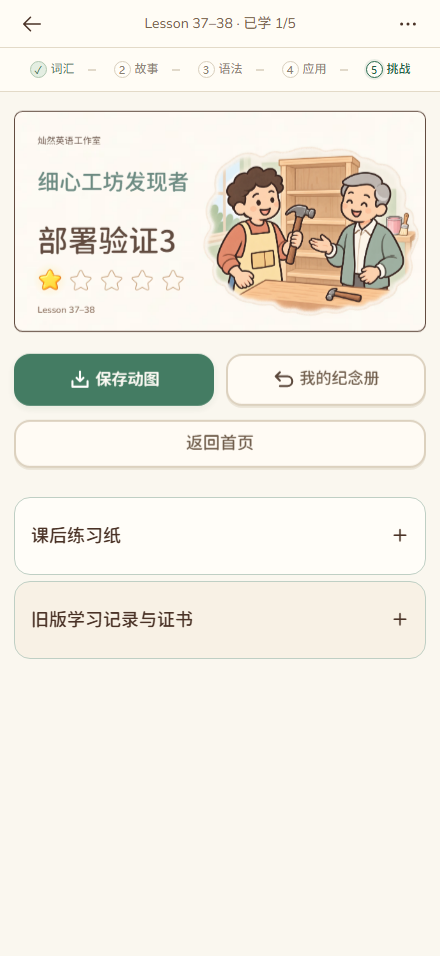 Lesson 37–38 · 已学 1/5
✓ 词汇 — 2 故事 — 3 语法 — 4 应用 — 5 挑战
灿然英语工作室
细心工坊发现者
部署验证3
Lesson 37–38
保存动图
我的纪念册
返回首页
课后练习纸 +
旧版学习记录与证书 +